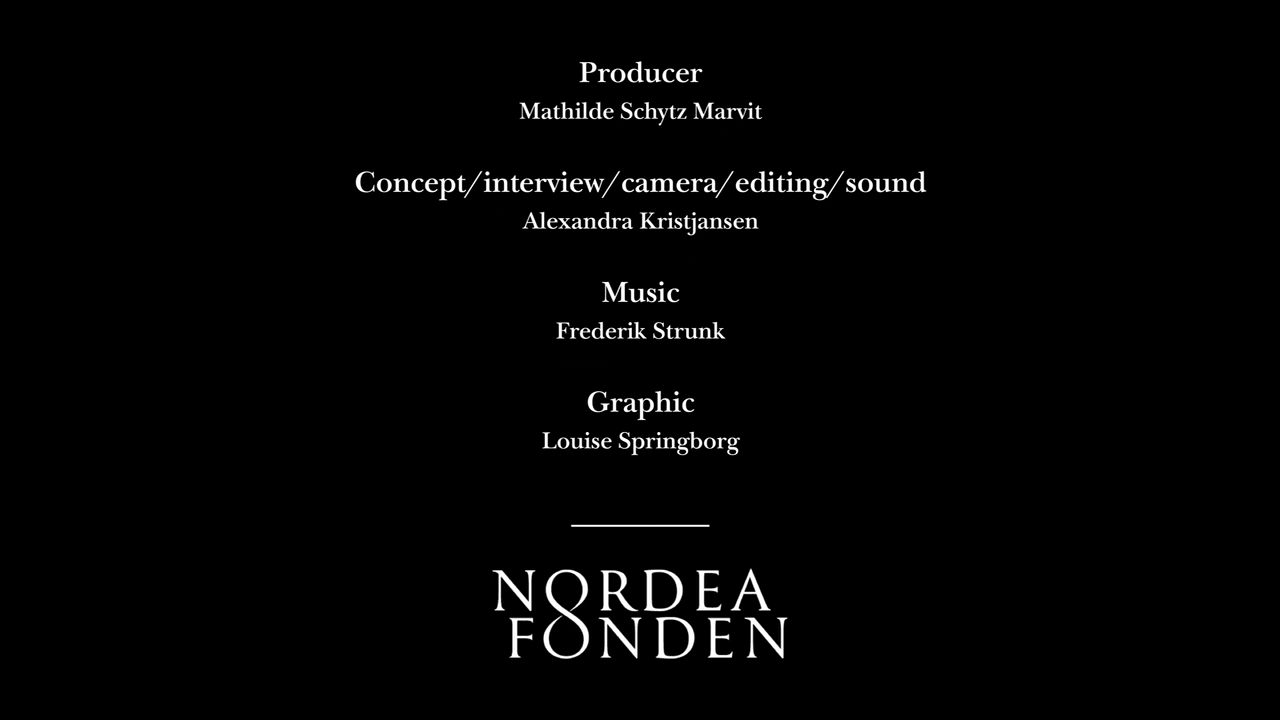 Producer
Mathilde Schytz Marvit
Concept/interview/camera/editing/sound
Alexandra Kristjansen
Music
Frederik Strunk
Graphic
Louise Springborg
NORDEA
FONDEN